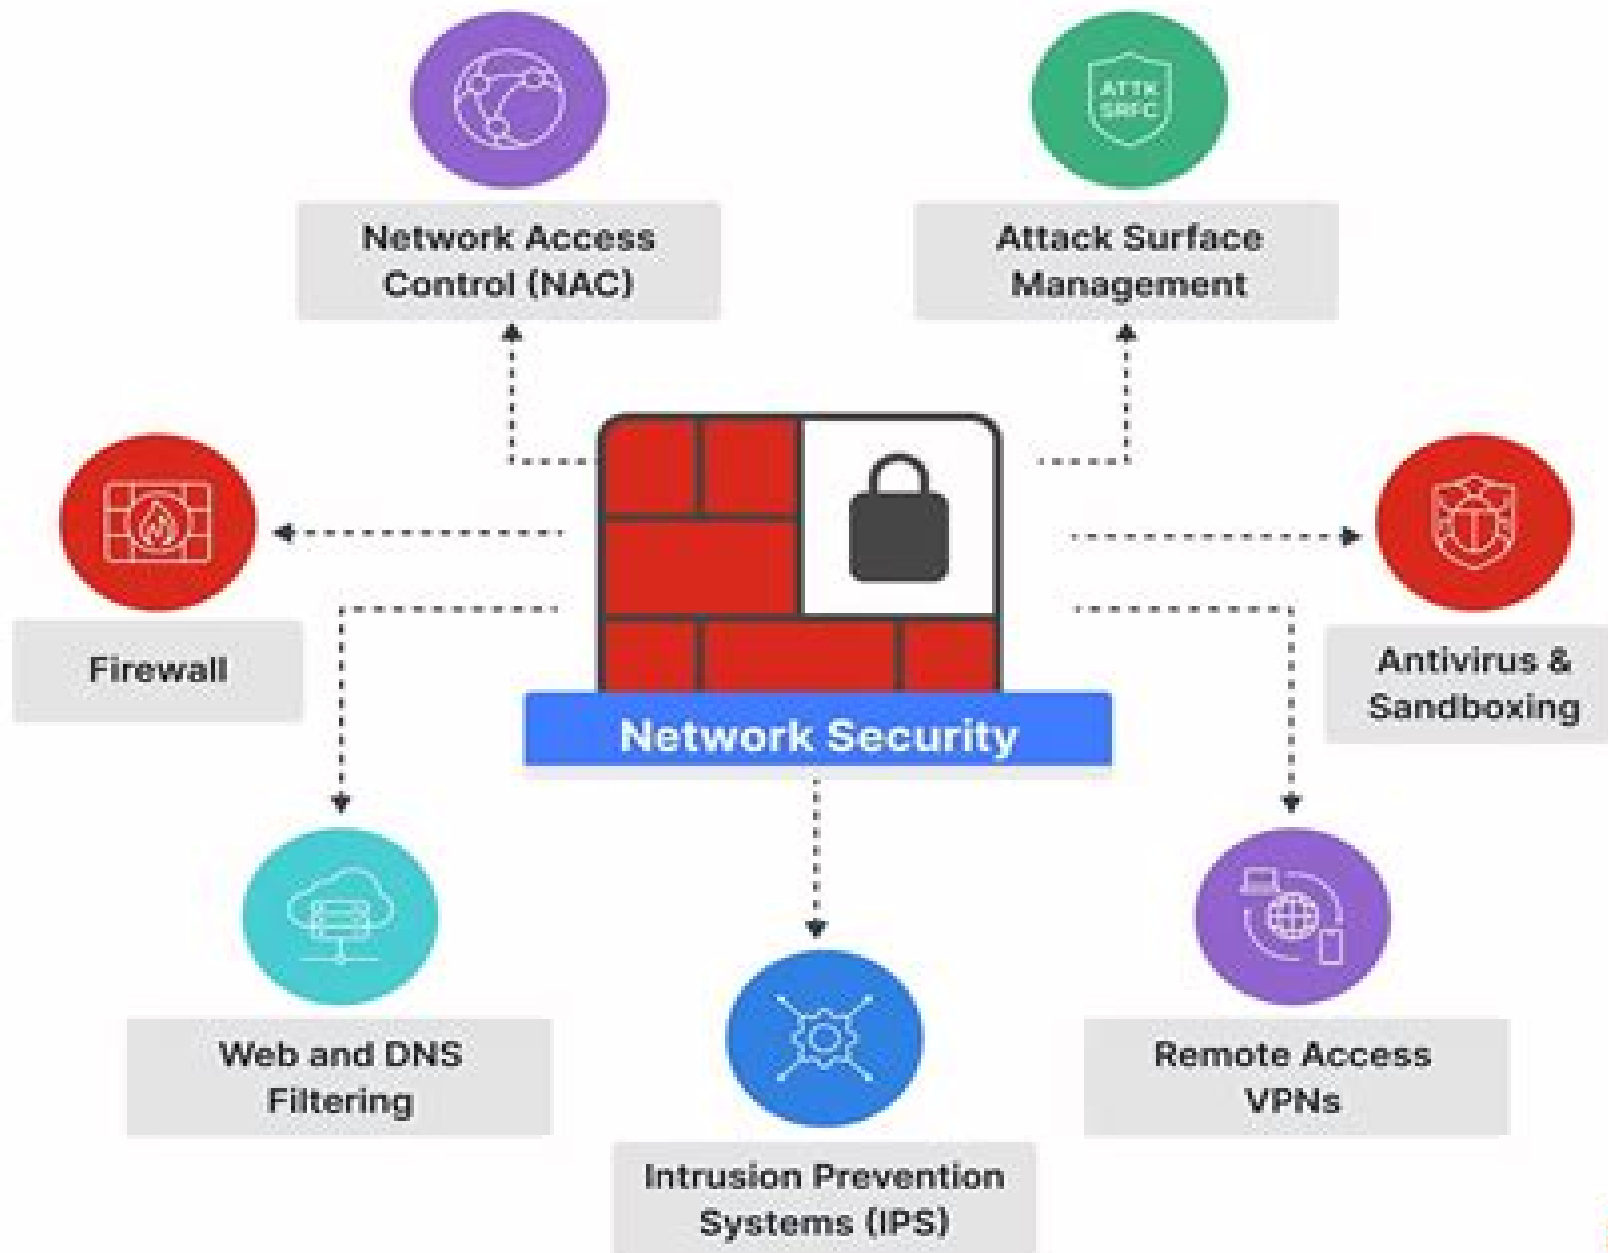 ATTK
SRFC
Network Access
Control (NAC)
Attack Surface
Management
Firewall
Antivirus &
Sandboxing
Network Security
Web and DNS
Filtering
Remote Access
VPNs
Intrusion Prevention
Systems (IPS)